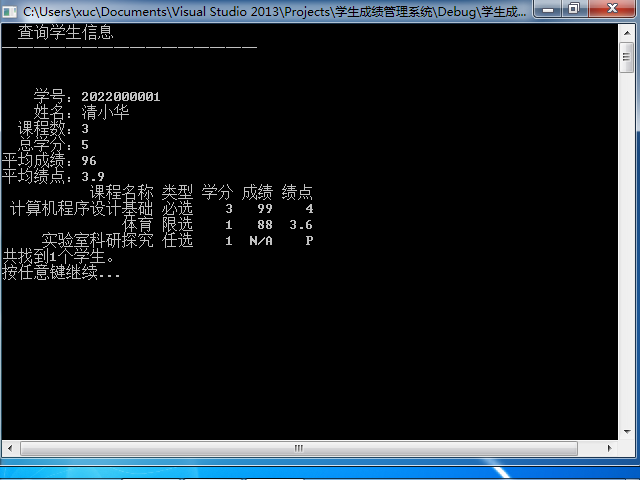 C:\Users\xuc\Documents\Visual Studio 2013\Projects\学生成绩管理系统\Debug\学生成...
查询学生信息
学号：2022000001
姓名：清小华
课程数：3
总学分：5
平均成绩：96
平均绩点：3.9
课程名称 类型 学分 成绩 绩点
计算机程序设计基础 必选 3 99 4
体育 限选 1 88 3.6
实验室科研探究 任选 1 N/A P
共找到1个学生。
按任意键继续...